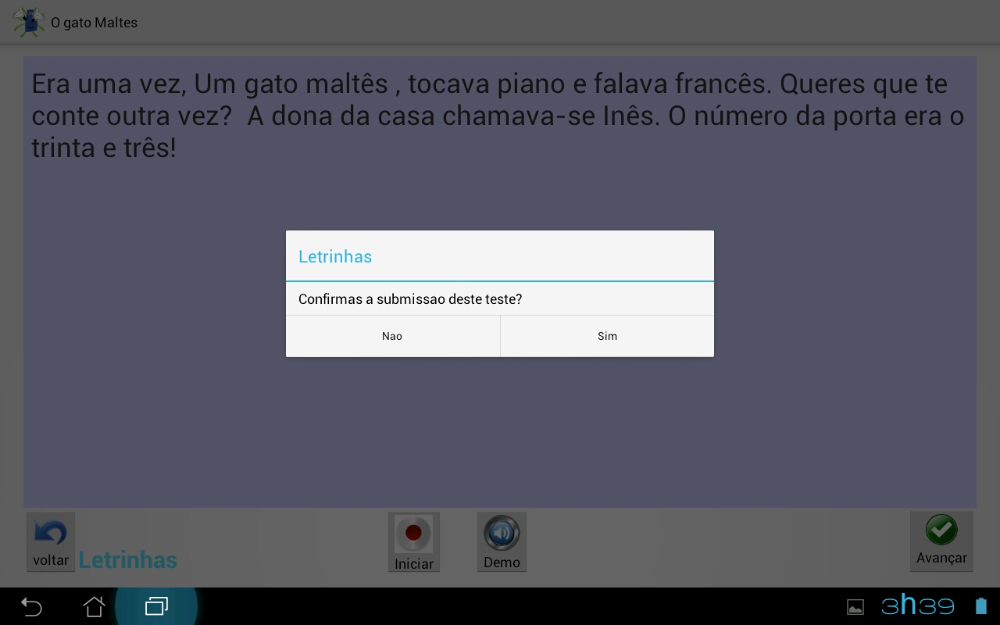 O gato Maltes
Era uma vez, Um gato maltês , tocava piano e falava francês. Queres que te
conte outra vez?  A dona da casa chamava-se Inês. O número da porta era o
trinta e três!
Letrinhas
Confirmas a submissao deste teste?
Nao
Sim
voltar
Letrinhas
Iniciar
Demo
Avançar
3h39